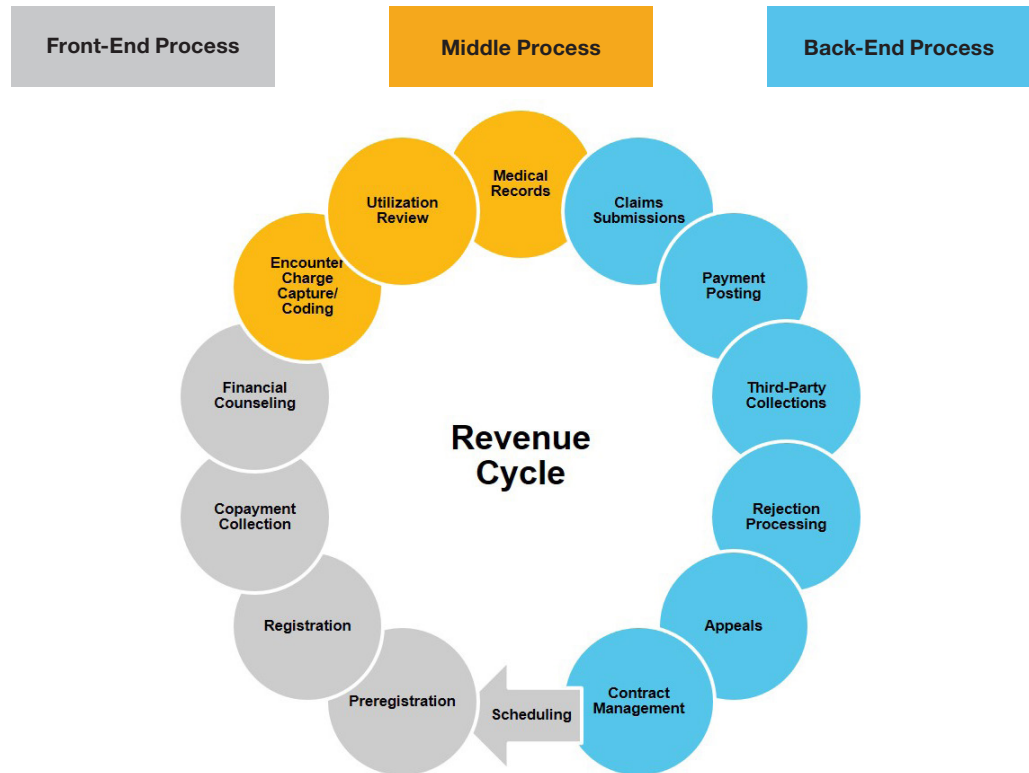 Front-End Process
Middle Process
Back-End Process
Medical
Records
Utilization
Review
Claims
Submissions
Encounter
Charge
Capture/
Coding
Payment
Posting
Financial
Counseling
Third-Party
Collections
Revenue
Cycle
Copayment
Collection
Rejection
Processing
Registration
Appeals
Preregistration
Scheduling
Contract
Management